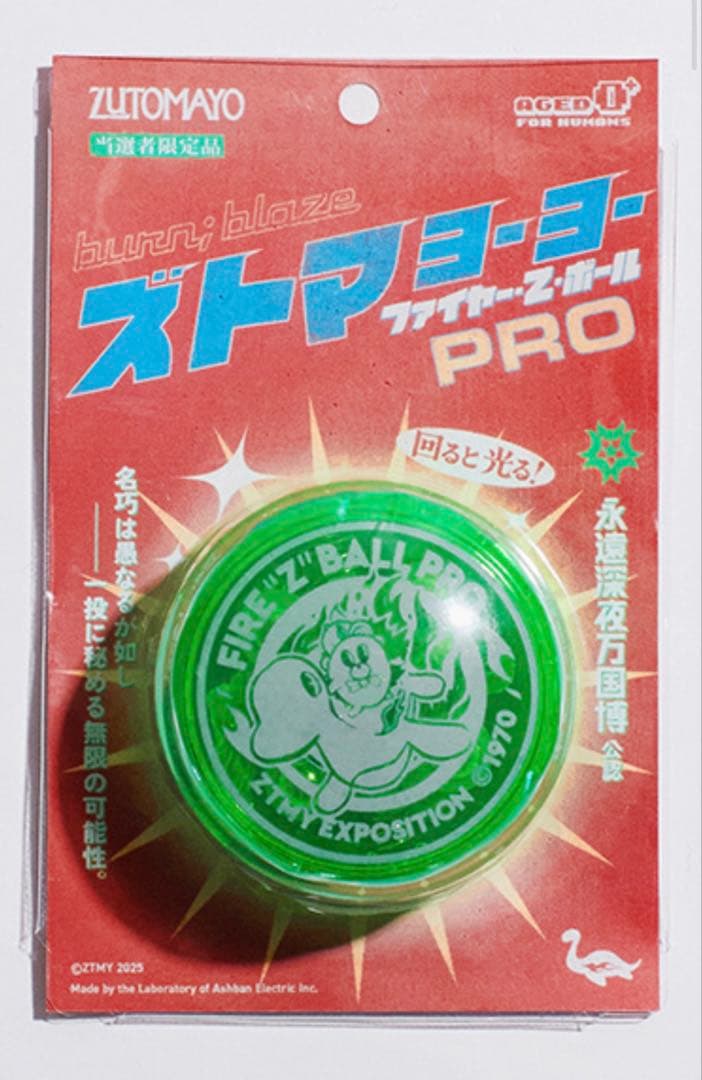 ZUTOMAYO
当選者限定品
AGED 0+
FOR HUMANS
burn; blaze
ズトマヨーヨー
ファイヤー・Z・ボール
PRO
回ると光る!
名巧は愚なるが如し
——一投に秘める無限の可能性。
永遠深夜万国博 公認
FIRE "Z" BALL PRO
ZTMY EXPOSITION ©1970
©ZTMY 2025
Made by the Laboratory of Ashban Electric Inc.